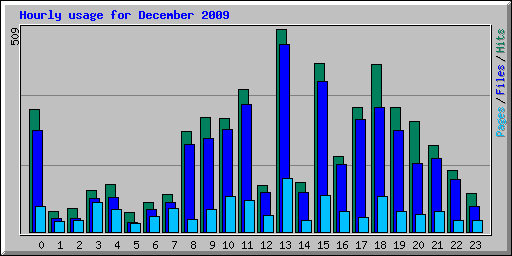 Hourly usage for December 2009
509
Pages / Files / Hits
0 1 2 3 4 5 6 7 8 9 10 11 12 13 14 15 16 17 18 19 20 21 22 23